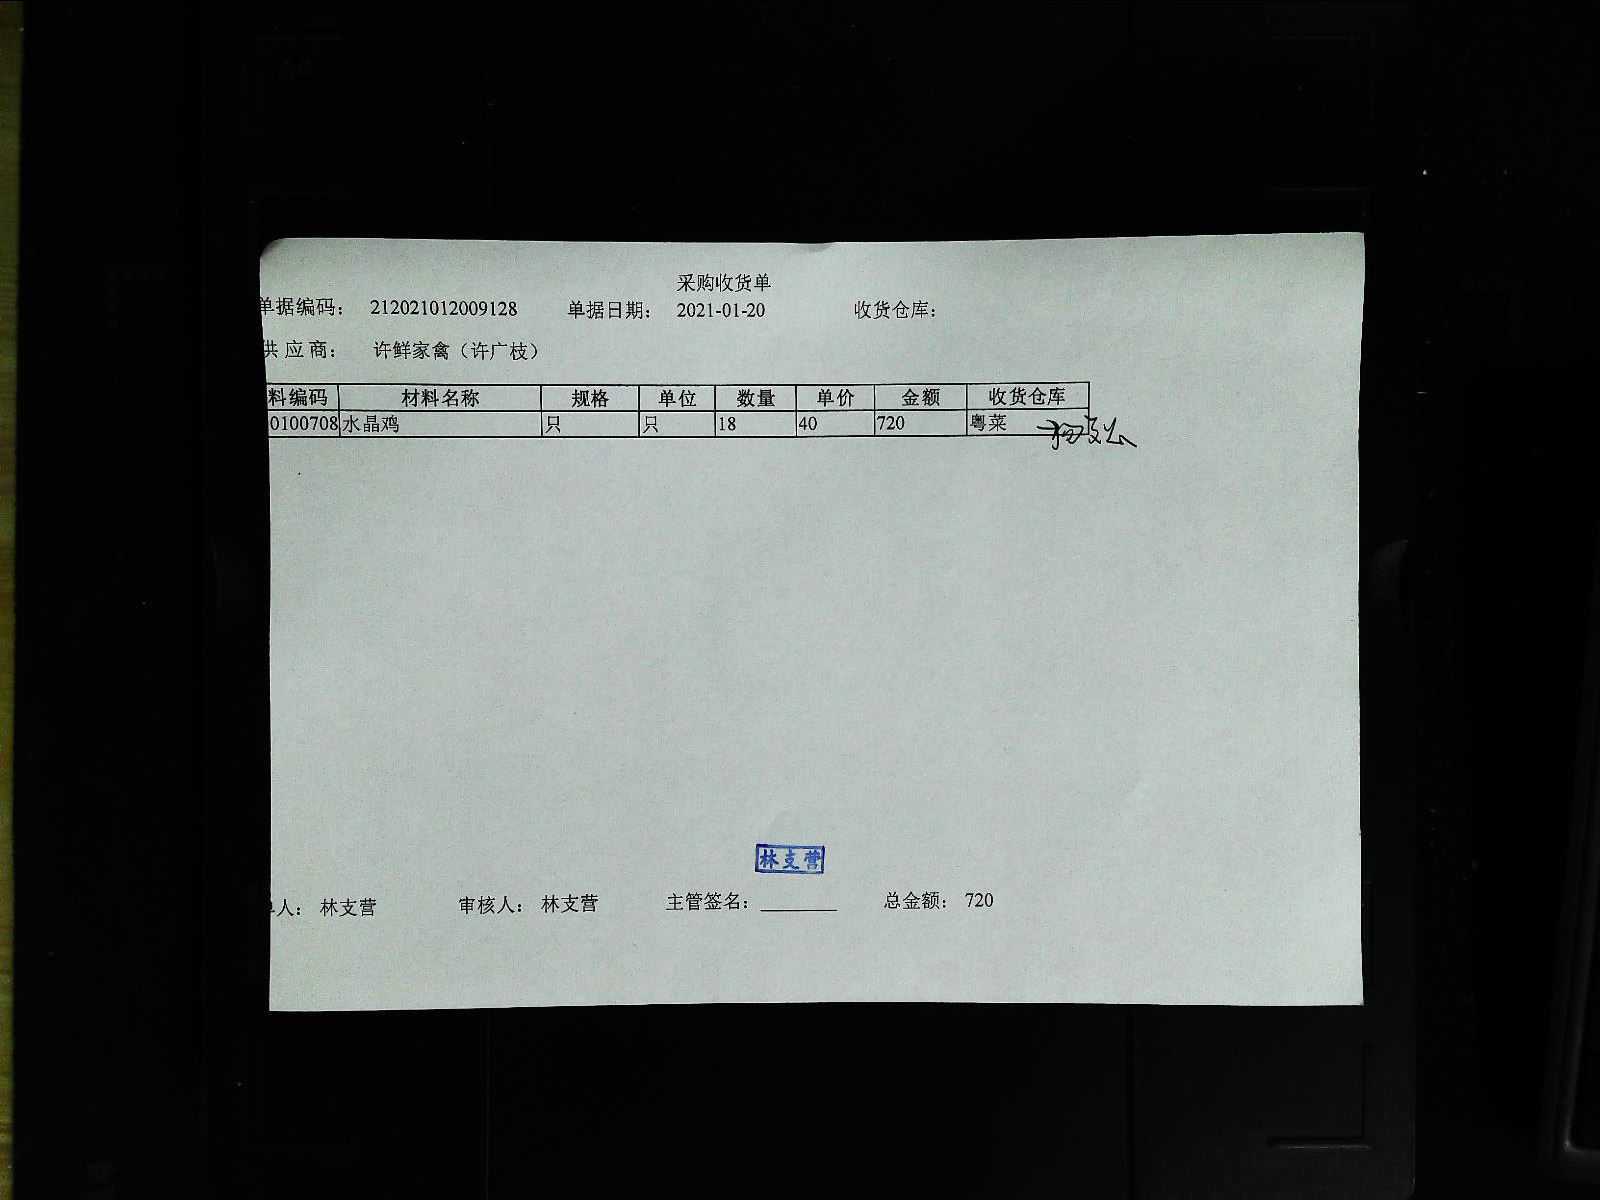 采购收货单
单据编码： 212021012009128 单据日期： 2021-01-20 收货仓库：
供应商： 许鲜家禽（许广枝）
料编码 材料名称 规格 单位 数量 单价 金额 收货仓库
0100708 水晶鸡 只 只 18 40 720 粤菜
林支营
人： 林支营 审核人： 林支营 主管签名： 总金额： 720